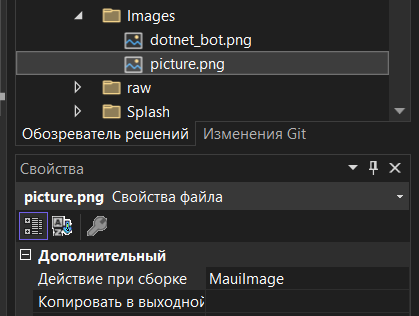 Images
dotnet_bot.png
picture.png
raw
Splash
Обозреватель решений Изменения Git
Свойства
picture.png Свойства файла
Дополнительный
Действие при сборке MauiImage
Копировать в выходной